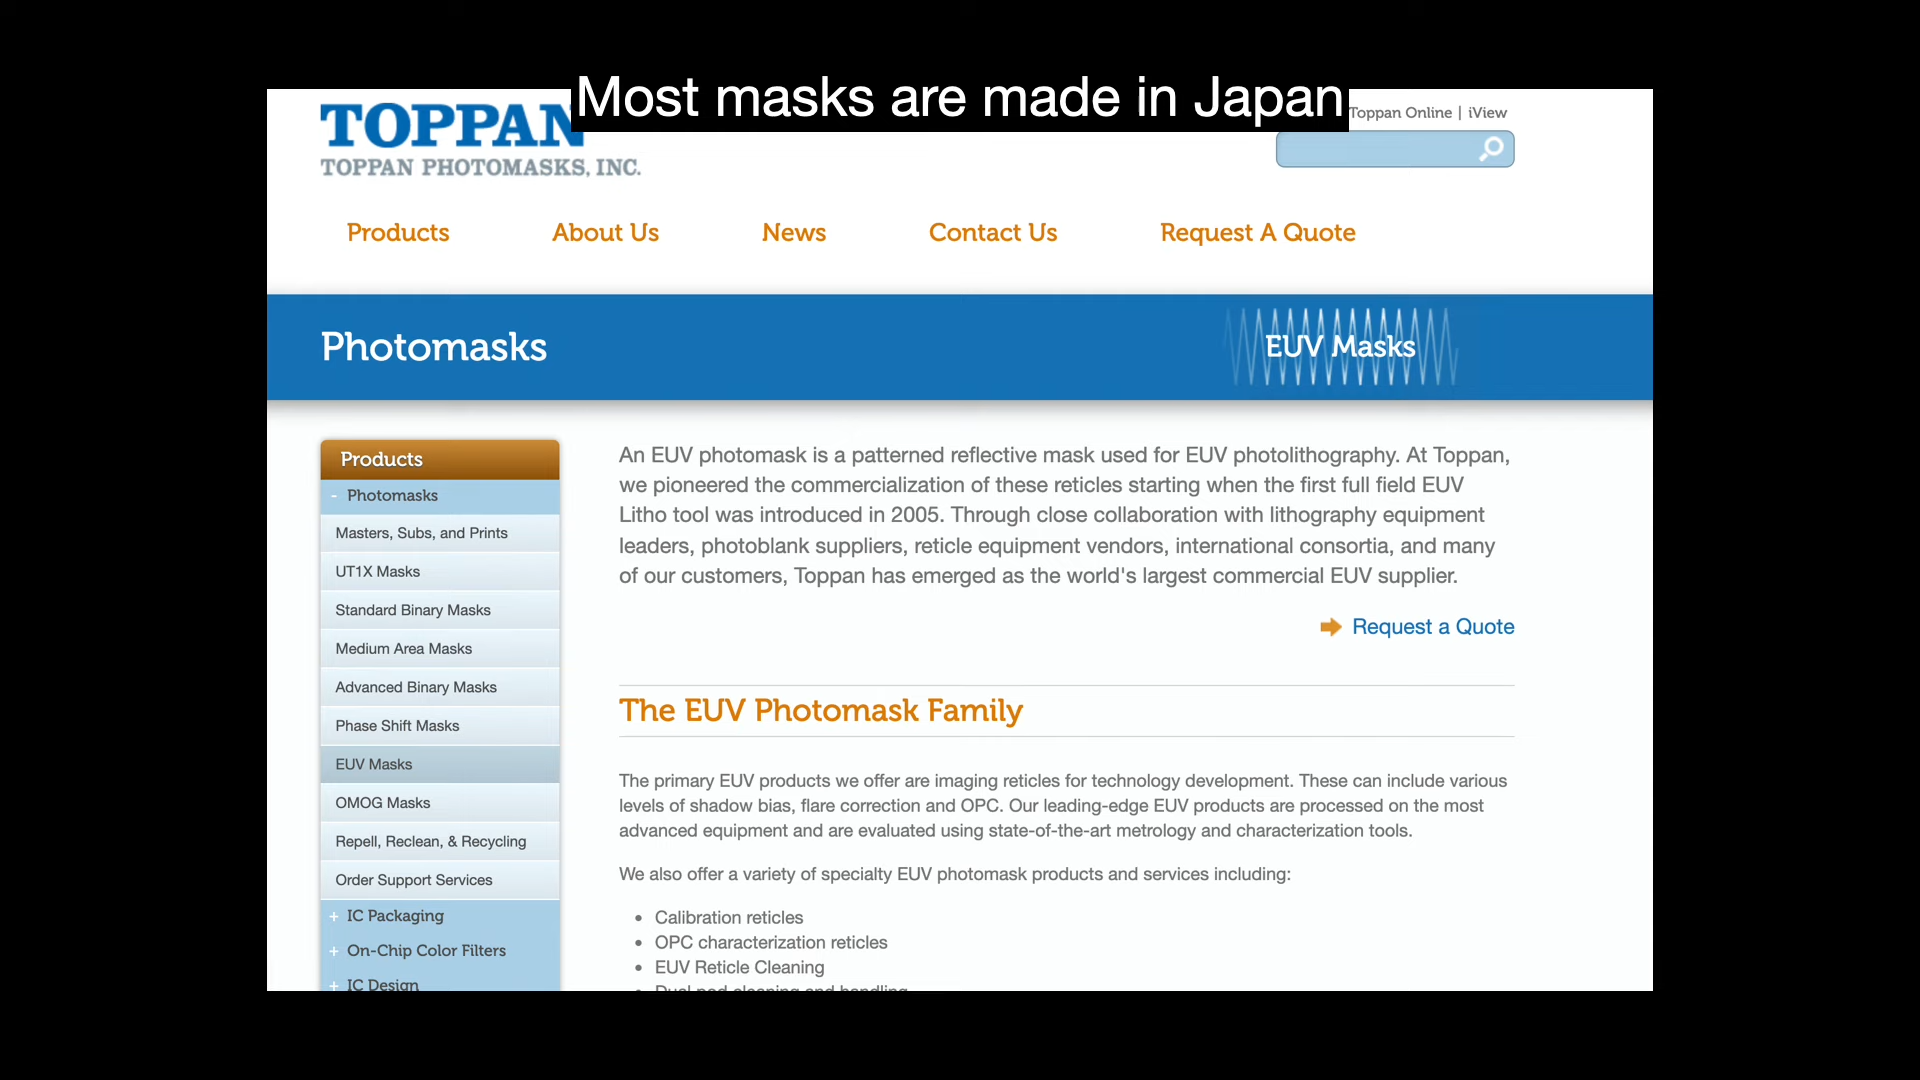 Most masks are made in Japan
TOPPAN
TOPPAN PHOTOMASKS, INC.
Toppan Online | iView
Products
About Us
News
Contact Us
Request A Quote
Photomasks
EUV Masks
Products
- Photomasks
Masters, Subs, and Prints
UT1X Masks
Standard Binary Masks
Medium Area Masks
Advanced Binary Masks
Phase Shift Masks
EUV Masks
OMOG Masks
Repell, Reclean, & Recycling
Order Support Services
+ IC Packaging
+ On-Chip Color Filters
+ IC Design
An EUV photomask is a patterned reflective mask used for EUV photolithography. At Toppan,
we pioneered the commercialization of these reticles starting when the first full field EUV
Litho tool was introduced in 2005. Through close collaboration with lithography equipment
leaders, photoblank suppliers, reticle equipment vendors, international consortia, and many
of our customers, Toppan has emerged as the world's largest commercial EUV supplier.
Request a Quote
The EUV Photomask Family
The primary EUV products we offer are imaging reticles for technology development. These can include various
levels of shadow bias, flare correction and OPC. Our leading-edge EUV products are processed on the most
advanced equipment and are evaluated using state-of-the-art metrology and characterization tools.
We also offer a variety of specialty EUV photomask products and services including:
• Calibration reticles
• OPC characterization reticles
• EUV Reticle Cleaning
• Dual pod cleaning and handling